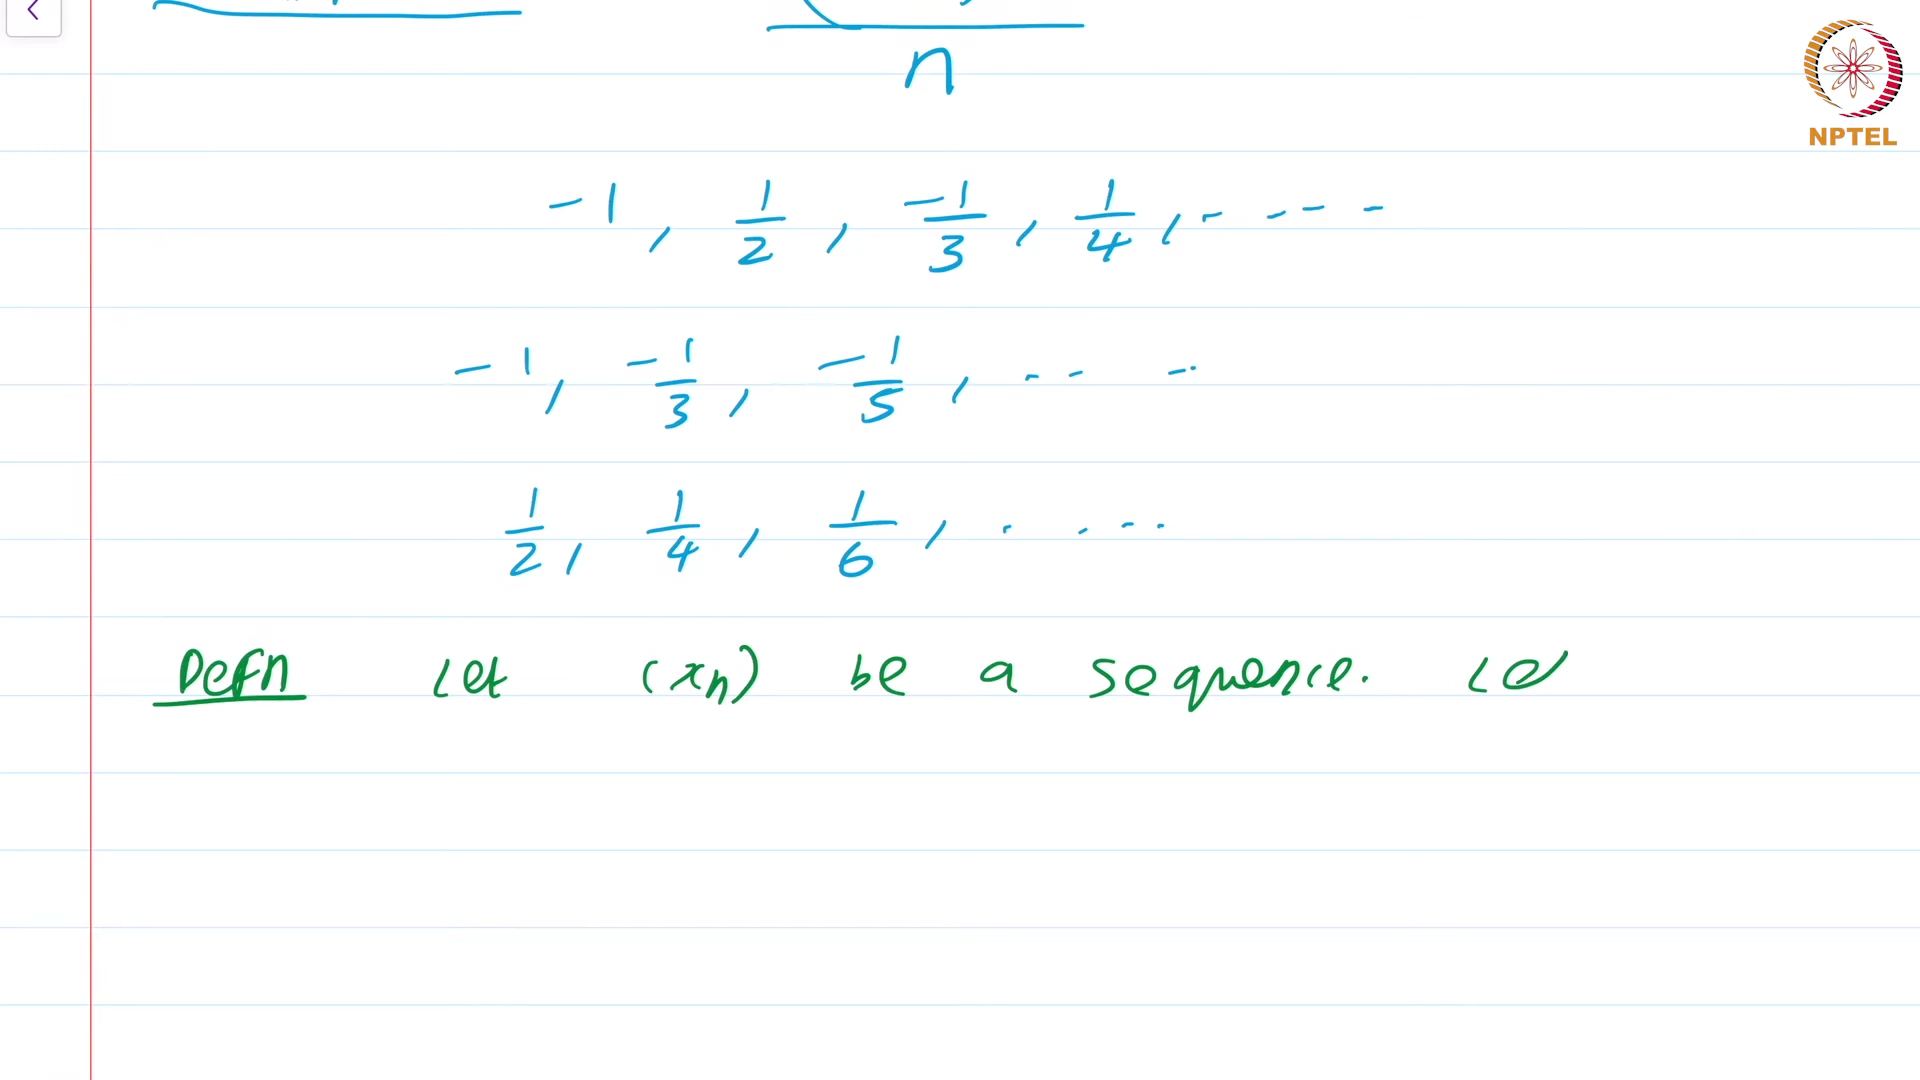 n
NPTEL
-1, 1/2, -1/3, 1/4, - - - -
-1, -1/3, -1/5, - - -
1/2, 1/4, 1/6, . . . .
Defn Let (xn) be a sequence. Le